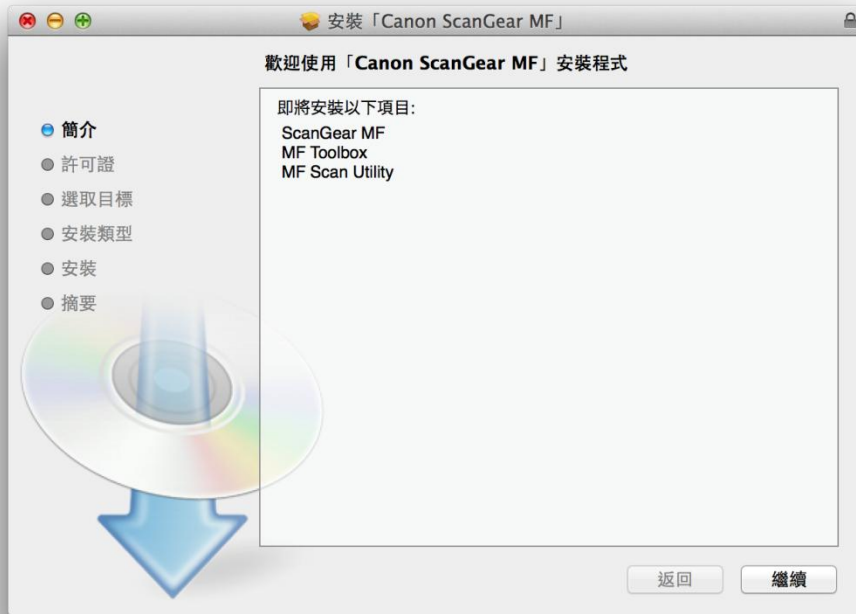 安裝「Canon ScanGear MF」
歡迎使用「Canon ScanGear MF」安裝程式
簡介
許可證
選取目標
安裝類型
安裝
摘要
即將安裝以下項目:
ScanGear MF
MF Toolbox
MF Scan Utility
返回
繼續